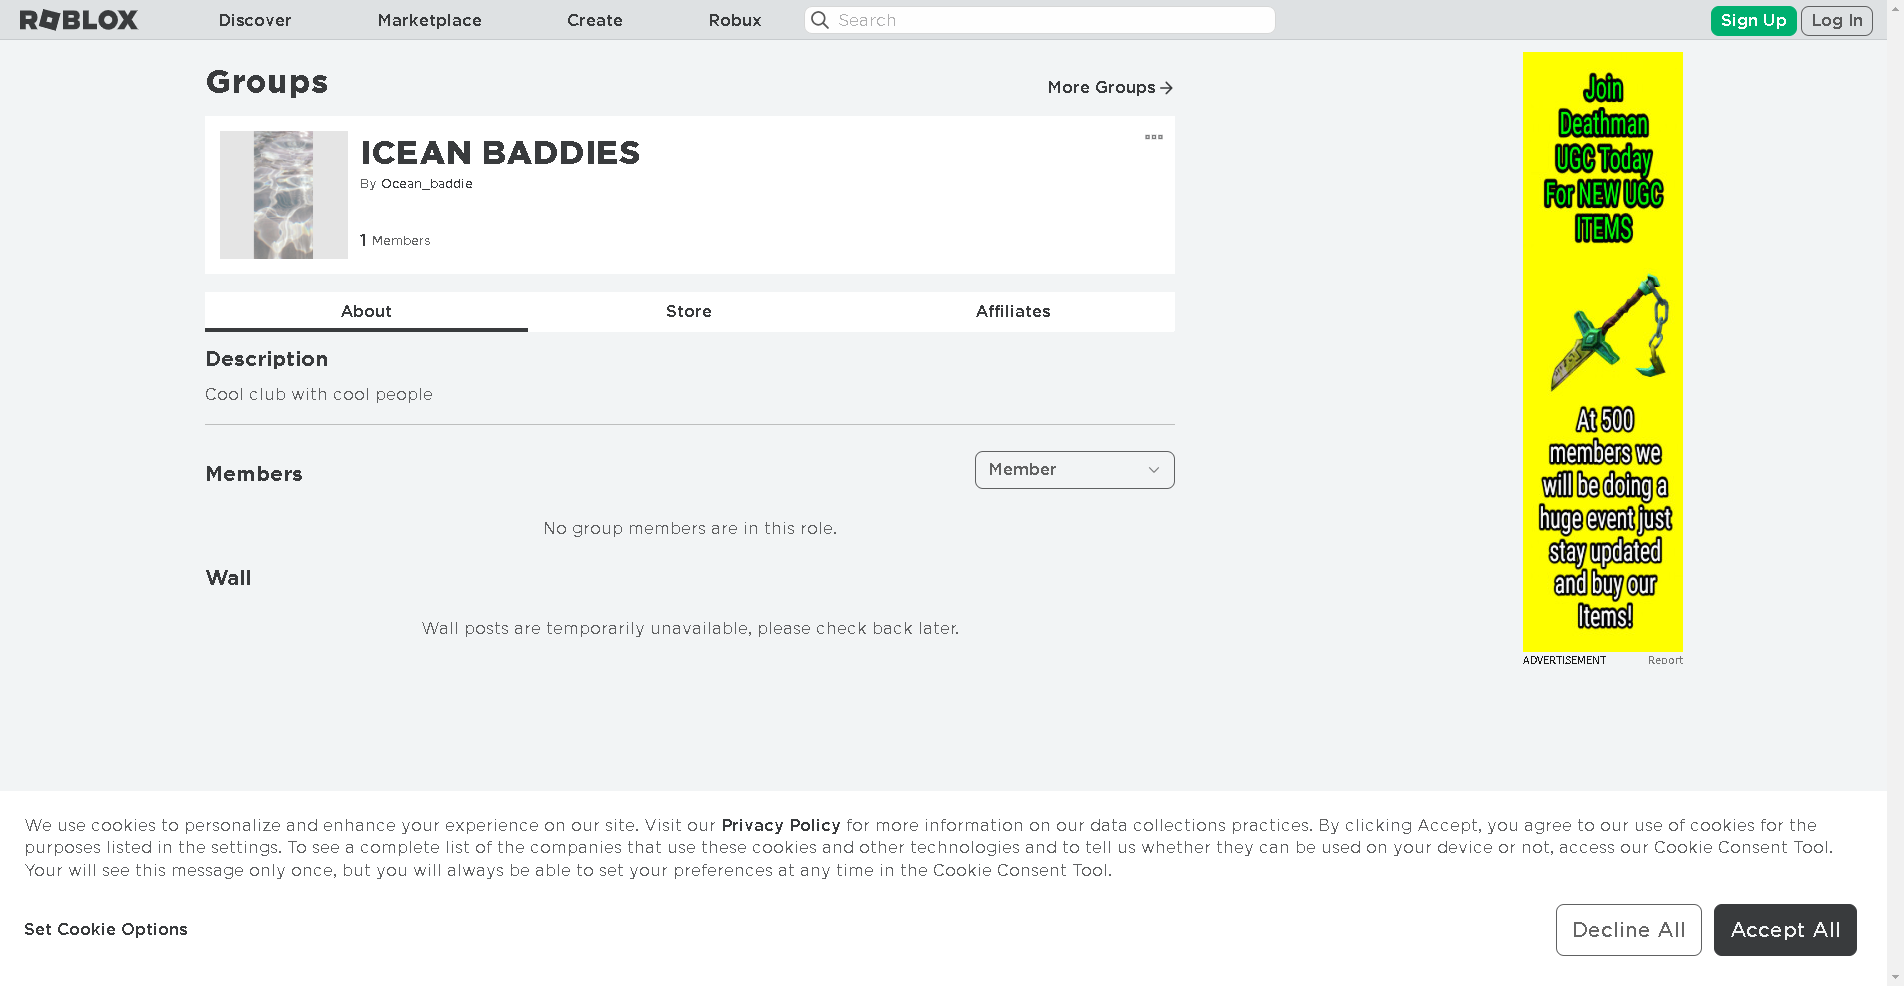 ROBLOX
Discover
Marketplace
Create
Robux
Search
Sign Up
Log In
Groups
More Groups
ICEAN BADDIES
By Ocean_baddie
1 Members
About
Store
Affiliates
Description
Cool club with cool people
Members
Member
No group members are in this role.
Wall
Wall posts are temporarily unavailable, please check back later.
Join
Deathman
UGC Today
For NEW UGC
ITEMS
At 500
members we
will be doing a
huge event just
stay updated
and buy our
Items!
ADVERTISEMENT
Report
We use cookies to personalize and enhance your experience on our site. Visit our Privacy Policy for more information on our data collections practices. By clicking Accept, you agree to our use of cookies for the
purposes listed in the settings. To see a complete list of the companies that use these cookies and other technologies and to tell us whether they can be used on your device or not, access our Cookie Consent Tool.
Your will see this message only once, but you will always be able to set your preferences at any time in the Cookie Consent Tool.
Set Cookie Options
Decline All
Accept All